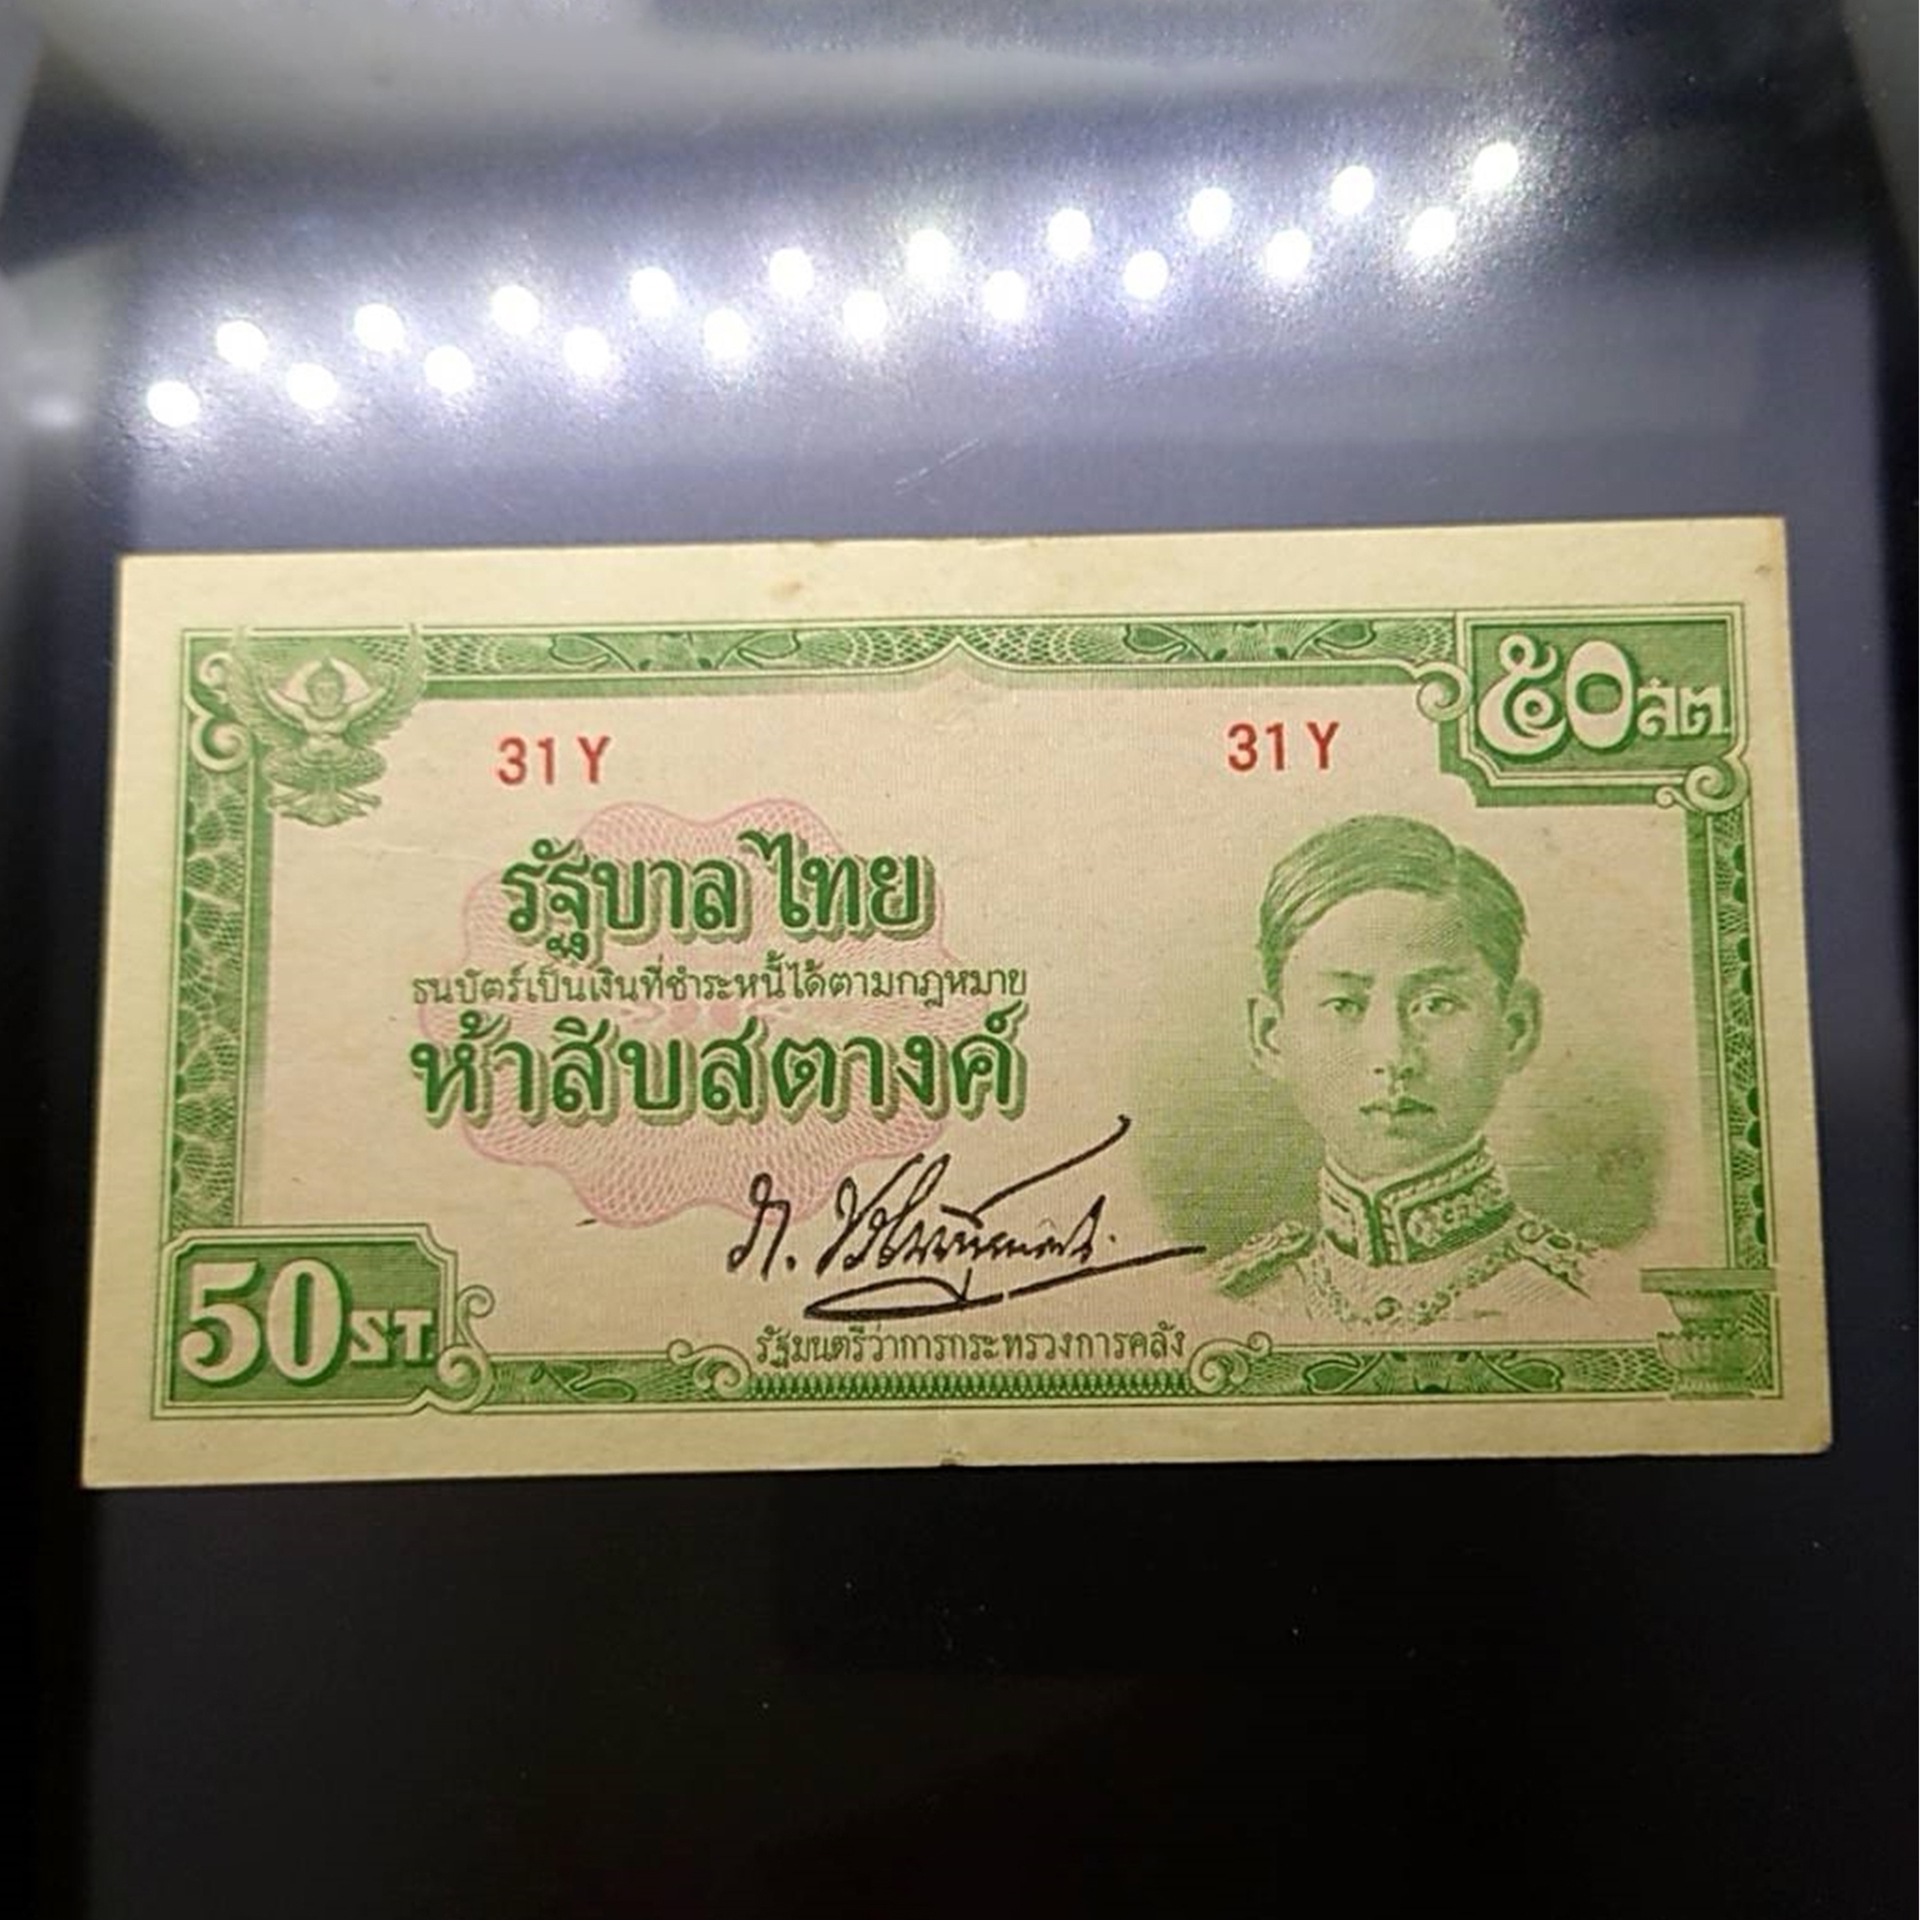 ๕๐ สต
31 Y 31 Y
รัฐบาลไทย
ธนบัตร์เป็นเงินที่ชำระหนี้ได้ตามกฎหมาย
ห้าสิบสตางค์
50 ST.
รัฐมนตรีว่าการกระทรวงการคลัง